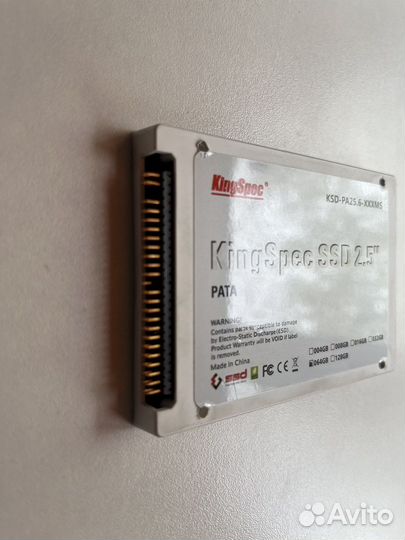 KingSpec®
KSD-PA25.6-XXXMS
KingSpec SSD 2.5"
PATA
WARNING!
Contains parts susceptible to damage
by Electro-Static Discharge (ESD)
Product Warranty will be VOID if label
is removed.
Made in China
004GB 008GB 016GB 032GB
064GB 128GB
ssd
CE FC
Avito